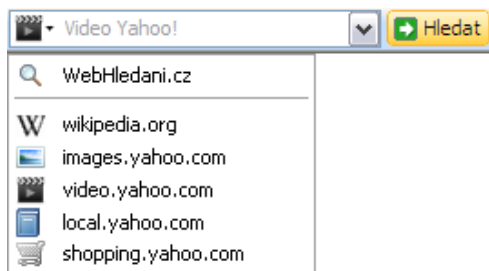 Video Yahoo! Hledat
WebHledani.cz
wikipedia.org
images.yahoo.com
video.yahoo.com
local.yahoo.com
shopping.yahoo.com